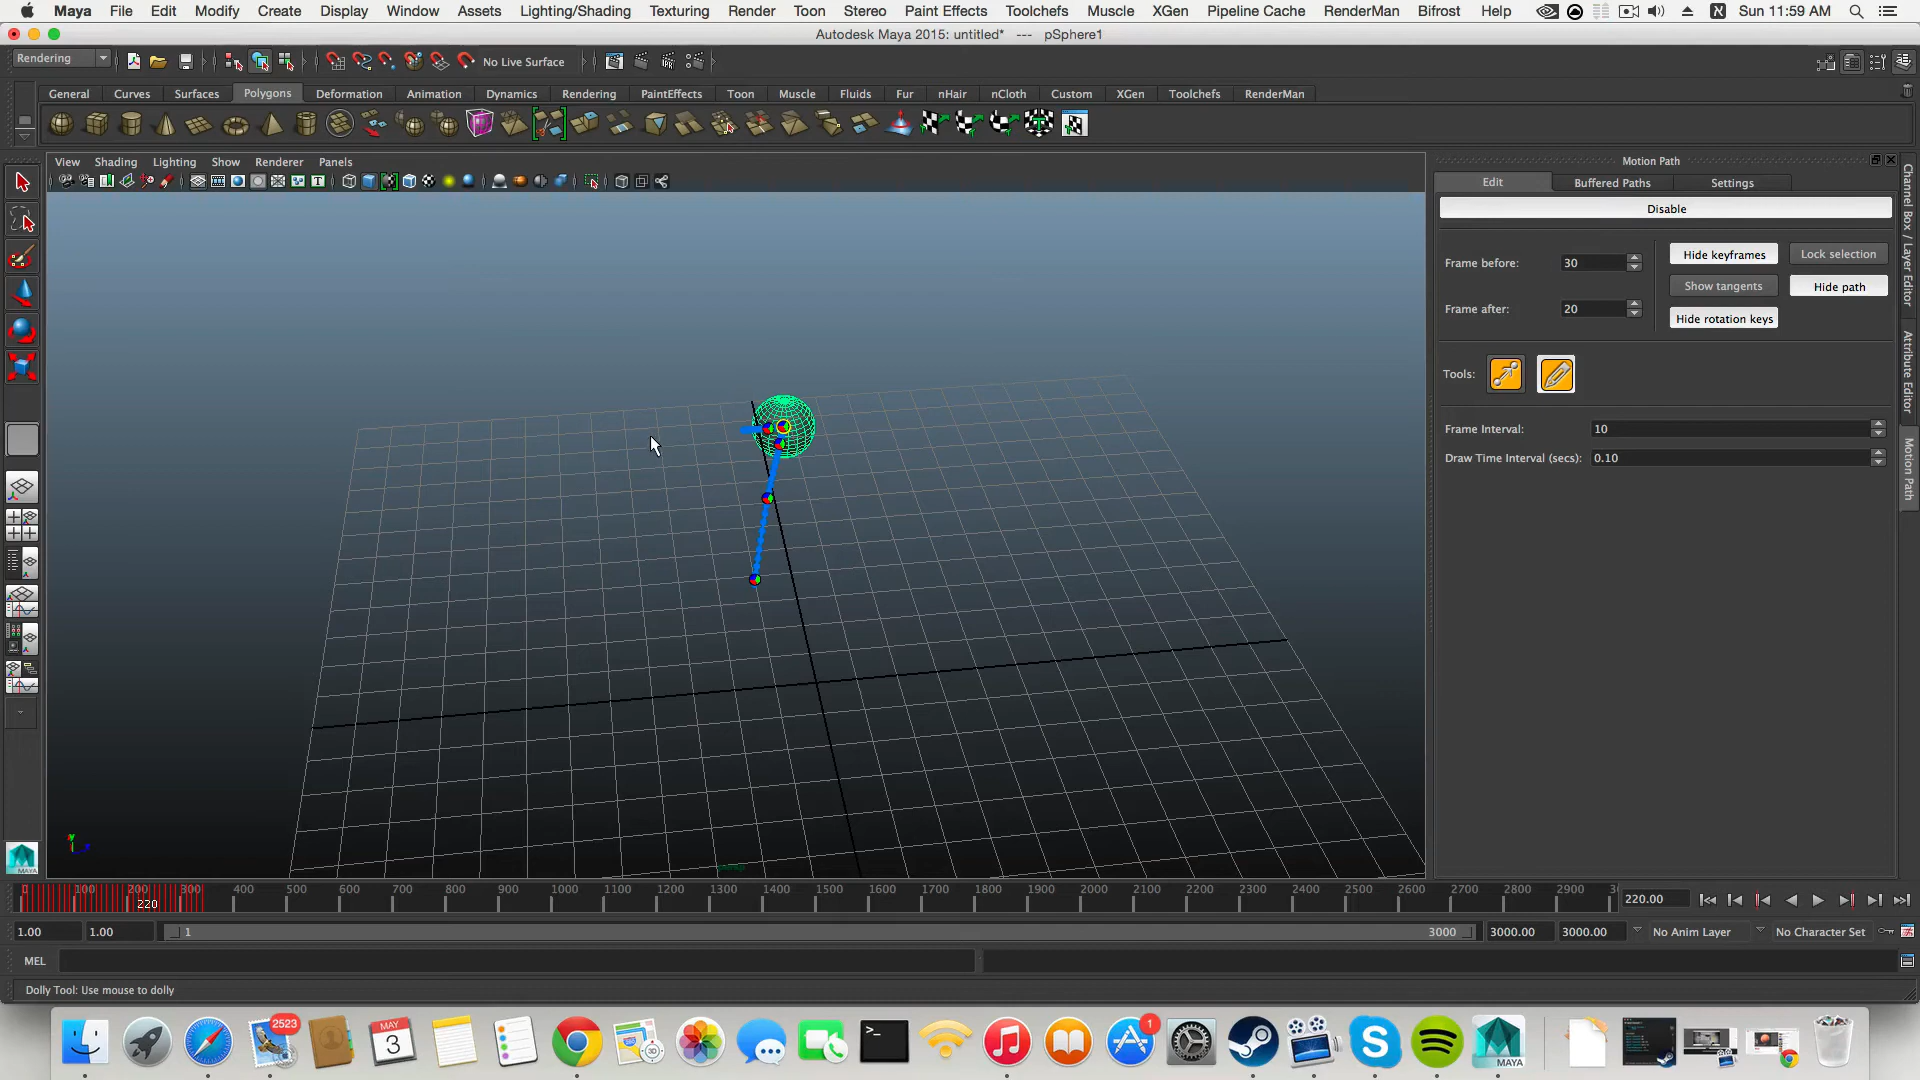 Maya File Edit Modify Create Display Window Assets Lighting/Shading Texturing Render Toon Stereo Paint Effects Toolchefs Muscle XGen Pipeline Cache RenderMan Bifrost Help א Sun 11:59 AM
Autodesk Maya 2015: untitled* --- pSphere1
Rendering No Live Surface
General Curves Surfaces Polygons Deformation Animation Dynamics Rendering PaintEffects Toon Muscle Fluids Fur nHair nCloth Custom XGen Toolchefs RenderMan
View Shading Lighting Show Renderer Panels
Motion Path
Edit Buffered Paths Settings
Disable
Frame before: 30 Hide keyframes Lock selection
Show tangents Hide path
Frame after: 20 Hide rotation keys
Tools:
Frame Interval: 10
Draw Time Interval (secs): 0.10
Channel Box / Layer Editor
Attribute Editor
Motion Path
0 100 200 300 400 500 600 700 800 900 1000 1100 1200 1300 1400 1500 1600 1700 1800 1900 2000 2100 2200 2300 2400 2500 2600 2700 2800 2900
220 220.00
1.00 1.00 1 3000 3000.00 3000.00 No Anim Layer No Character Set
MEL
Dolly Tool: Use mouse to dolly
2523
MAY
3
3D
1
MAYA